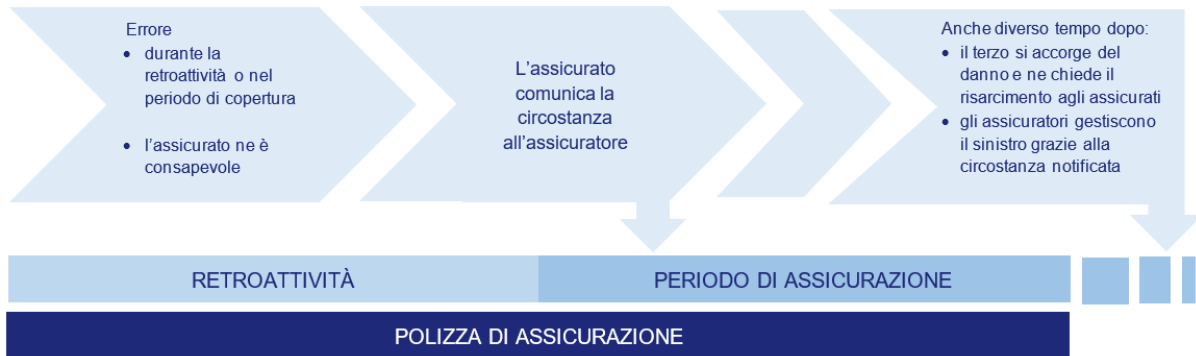 Errore
• durante la
retroattività o nel
periodo di copertura
• l’assicurato ne è
consapevole
L’assicurato
comunica la
circostanza
all’assicuratore
Anche diverso tempo dopo:
• il terzo si accorge del
danno e ne chiede il
risarcimento agli assicurati
• gli assicuratori gestiscono
il sinistro grazie alla
circostanza notificata
RETROATTIVITÀ
PERIODO DI ASSICURAZIONE
POLIZZA DI ASSICURAZIONE